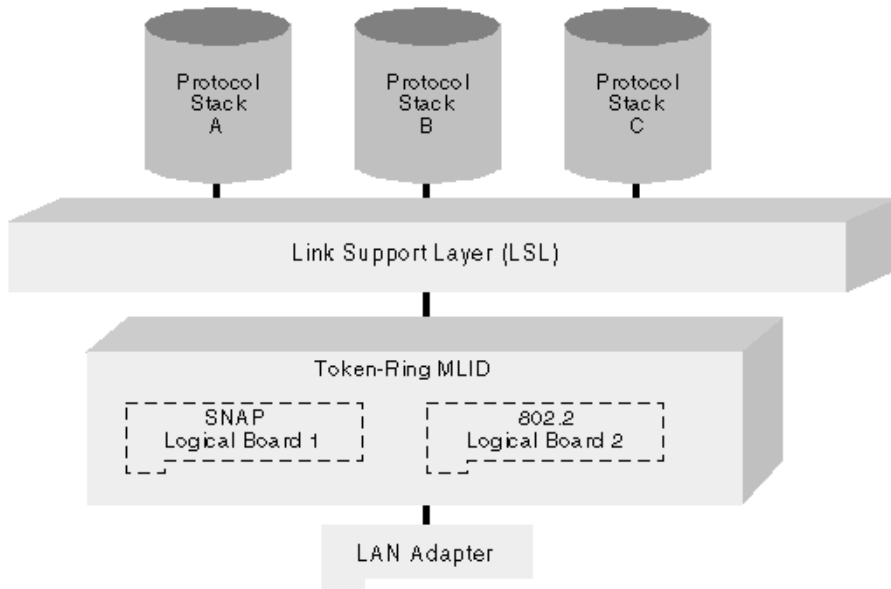 Protocol
Stack
A
Protocol
Stack
B
Protocol
Stack
C
Link Support Layer (LSL)
Token-Ring MLID
SNAP
Logical Board 1
802.2
Logical Board 2
LAN Adapter